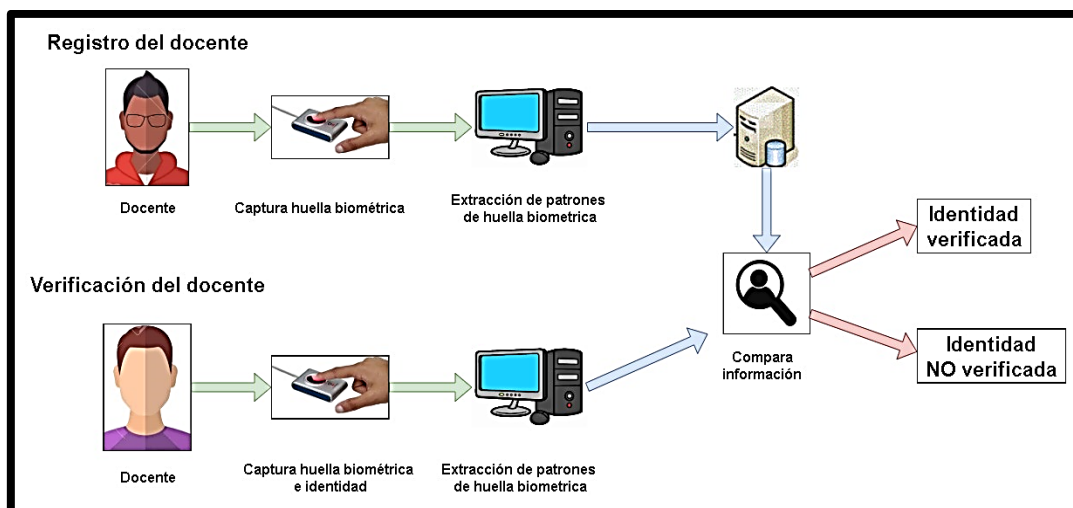 Registro del docente
Docente
Captura huella biométrica
Extracción de patrones
de huella biometrica
Identidad
verificada
Verificación del docente
Compara
información
Identidad
NO verificada
Docente
Captura huella biométrica
e identidad
Extracción de patrones
de huella biometrica